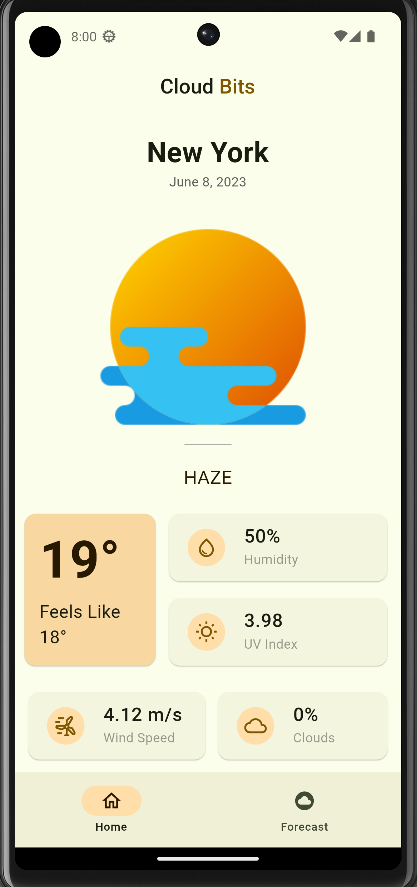 8:00
Cloud Bits
New York
June 8, 2023
HAZE
19°
Feels Like
18°
50%
Humidity
3.98
UV Index
4.12 m/s
Wind Speed
0%
Clouds
Home
Forecast